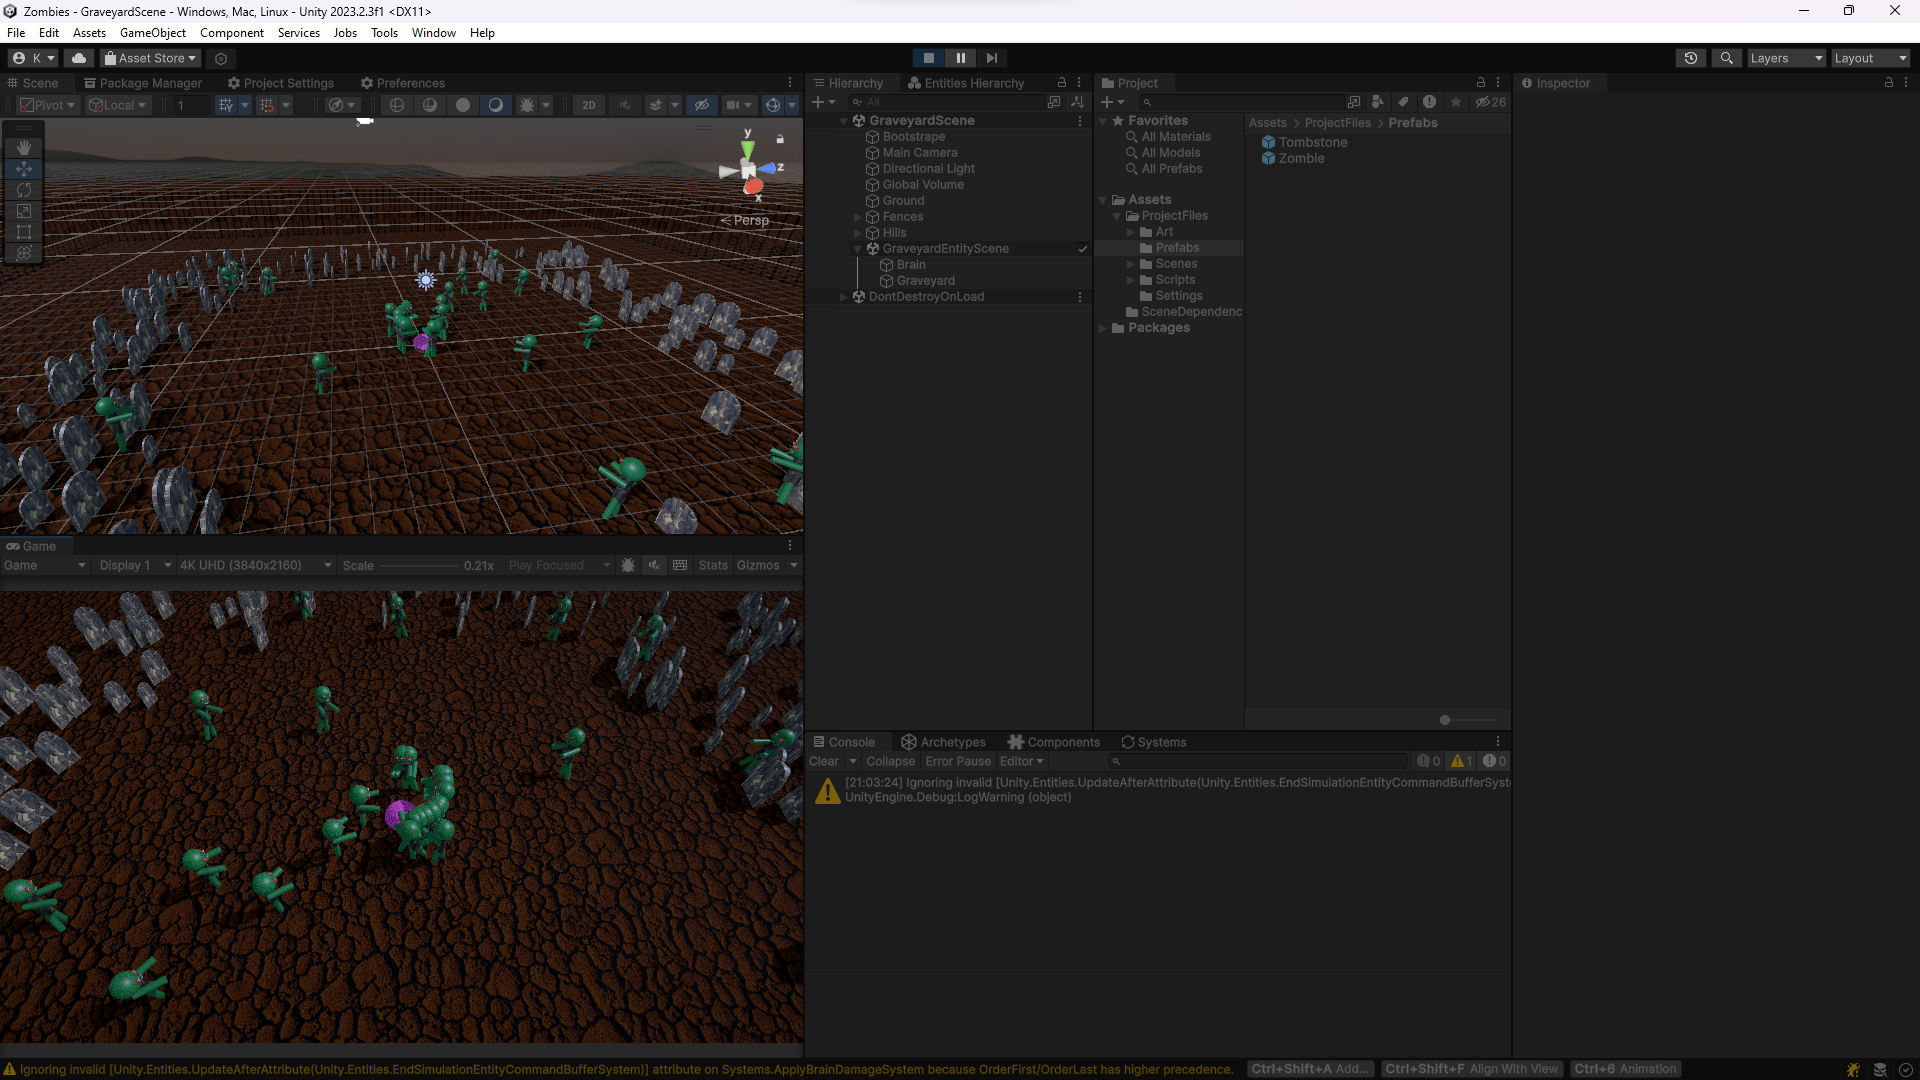 Zombies - GraveyardScene - Windows, Mac, Linux - Unity 2023.2.3f1 <DX11>
File Edit Assets GameObject Component Services Jobs Tools Window Help
K Asset Store Layers Layout
Scene Package Manager Project Settings Preferences
Pivot Local 1 2D
y
z
x
Persp
Game
Game Display 1 4K UHD (3840x2160) Scale 0.21x Play Focused Stats Gizmos
Hierarchy Entities Hierarchy
All
GraveyardScene
Bootstrape
Main Camera
Directional Light
Global Volume
Ground
Fences
Hills
GraveyardEntityScene
Brain
Graveyard
DontDestroyOnLoad
Project
26
Favorites
All Materials
All Models
All Prefabs
Assets
ProjectFiles
Art
Prefabs
Scenes
Scripts
Settings
SceneDependenc
Packages
Assets > ProjectFiles > Prefabs
Tombstone
Zombie
Inspector
Console Archetypes Components Systems
Clear Collapse Error Pause Editor 0 1 0
[21:03:24] Ignoring invalid [Unity.Entities.UpdateAfterAttribute(Unity.Entities.EndSimulationEntityCommandBufferSyst
UnityEngine.Debug:LogWarning (object)
Ignoring invalid [Unity.Entities.UpdateAfterAttribute(Unity.Entities.EndSimulationEntityCommandBufferSystem)] attribute on Systems.ApplyBrainDamageSystem because OrderFirst/OrderLast has higher precedence.
Ctrl+Shift+A Add... Ctrl+Shift+F Align With View Ctrl+6 Animation